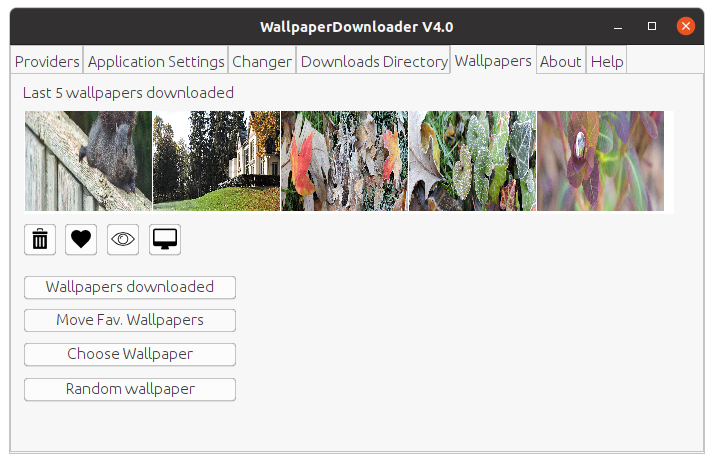 WallpaperDownloader V4.0
Providers Application Settings Changer Downloads Directory Wallpapers About Help
Last 5 wallpapers downloaded
Wallpapers downloaded
Move Fav. Wallpapers
Choose Wallpaper
Random wallpaper